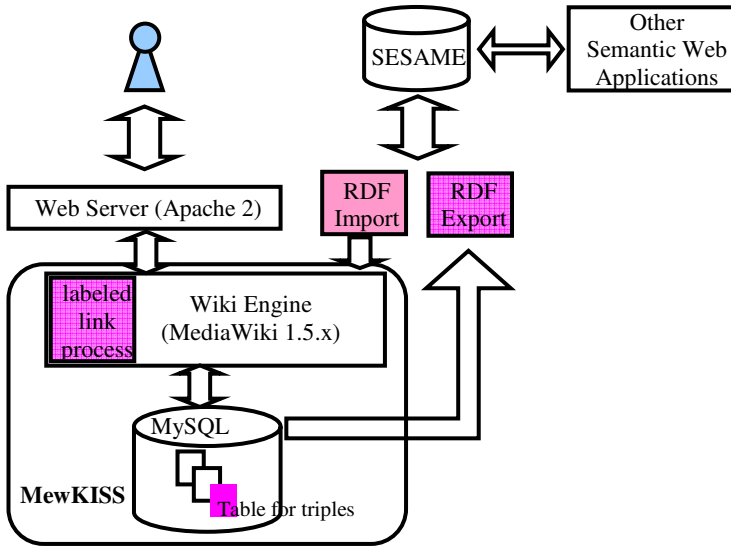 SESAME
Other
Semantic Web
Applications
Web Server (Apache 2)
RDF
Import
RDF
Export
labeled
link
process
Wiki Engine
(MediaWiki 1.5.x)
MySQL
MewKISS
Table for triples